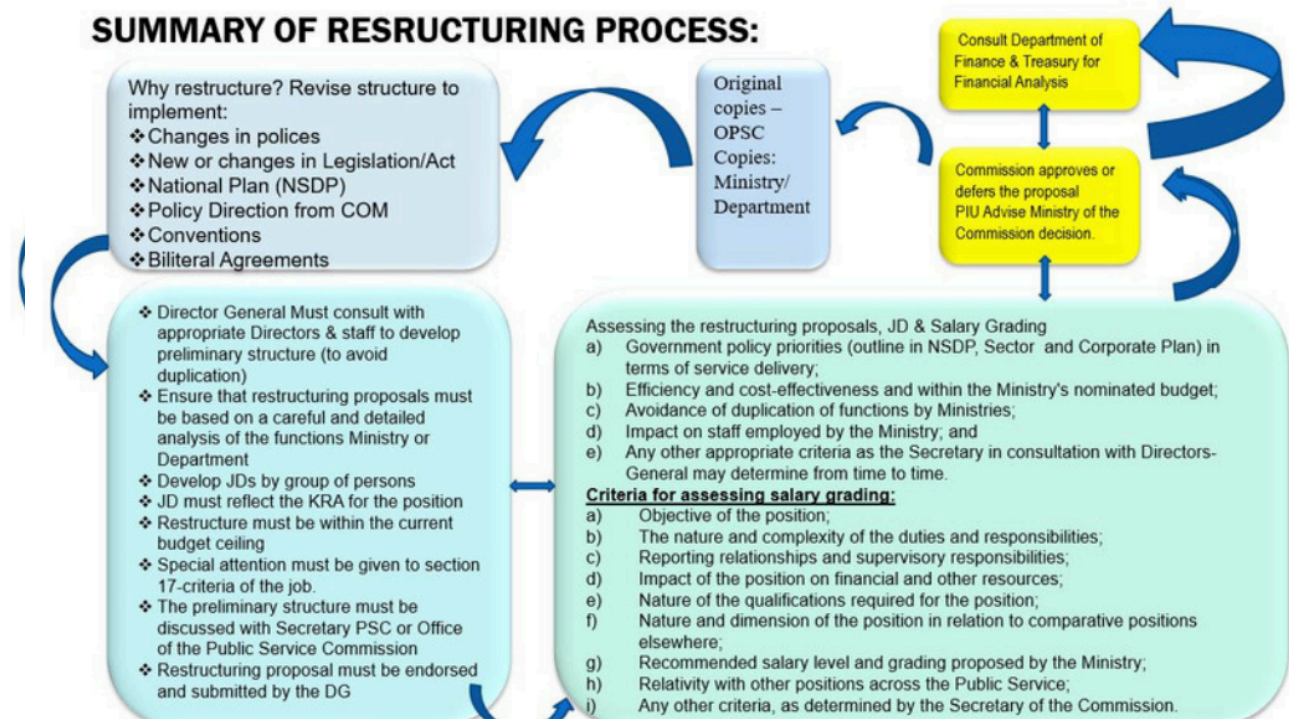 SUMMARY OF RESRUCTURING PROCESS:
Why restructure? Revise structure to
implement:
❖Changes in polices
❖New or changes in Legislation/Act
❖National Plan (NSDP)
❖Policy Direction from COM
❖Conventions
❖Biliteral Agreements
Original
copies –
OPSC
Copies:
Ministry/
Department
Consult Department of
Finance & Treasury for
Financial Analysis
Commission approves or
defers the proposal
PIU Advise Ministry of the
Commission decision.
❖ Director General Must consult with
appropriate Directors & staff to develop
preliminary structure (to avoid
duplication)
❖ Ensure that restructuring proposals must
be based on a careful and detailed
analysis of the functions Ministry or
Department
❖ Develop JDs by group of persons
❖ JD must reflect the KRA for the position
❖ Restructure must be within the current
budget ceiling
❖ Special attention must be given to section
17-criteria of the job.
❖ The preliminary structure must be
discussed with Secretary PSC or Office
of the Public Service Commission
❖ Restructuring proposal must be endorsed
and submitted by the DG
Assessing the restructuring proposals, JD & Salary Grading
a) Government policy priorities (outline in NSDP, Sector and Corporate Plan) in
terms of service delivery;
b) Efficiency and cost-effectiveness and within the Ministry's nominated budget;
c) Avoidance of duplication of functions by Ministries;
d) Impact on staff employed by the Ministry; and
e) Any other appropriate criteria as the Secretary in consultation with Directors-
General may determine from time to time.
Criteria for assessing salary grading:
a) Objective of the position;
b) The nature and complexity of the duties and responsibilities;
c) Reporting relationships and supervisory responsibilities;
d) Impact of the position on financial and other resources;
e) Nature of the qualifications required for the position;
f) Nature and dimension of the position in relation to comparative positions
elsewhere;
g) Recommended salary level and grading proposed by the Ministry;
h) Relativity with other positions across the Public Service;
i) Any other criteria, as determined by the Secretary of the Commission.